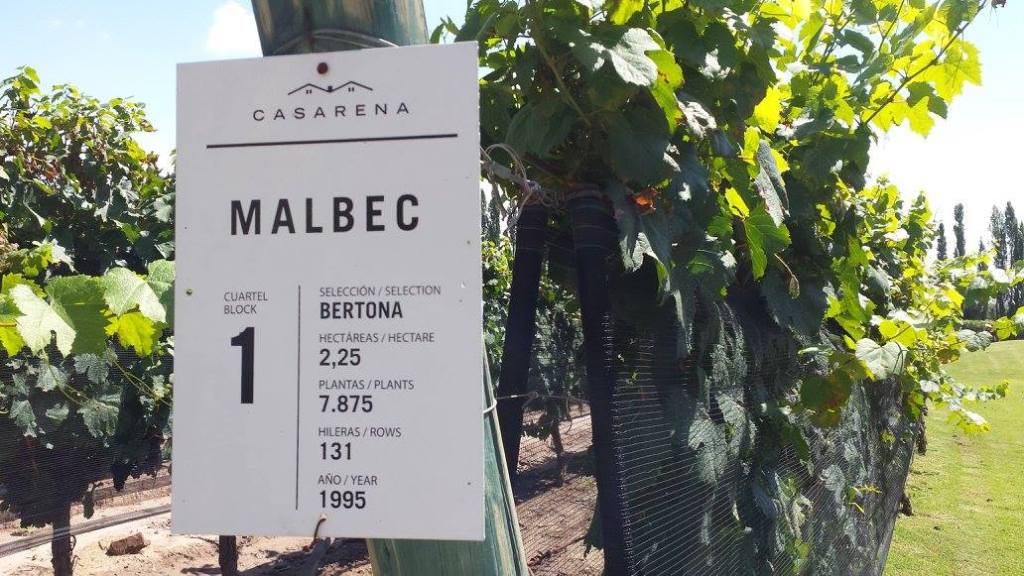 CASARENA
MALBEC
CUARTEL
BLOCK
1
SELECCIÓN / SELECTION
BERTONA
HECTÁREAS / HECTARE
2,25
PLANTAS / PLANTS
7.875
HILERAS / ROWS
131
AÑO / YEAR
1995